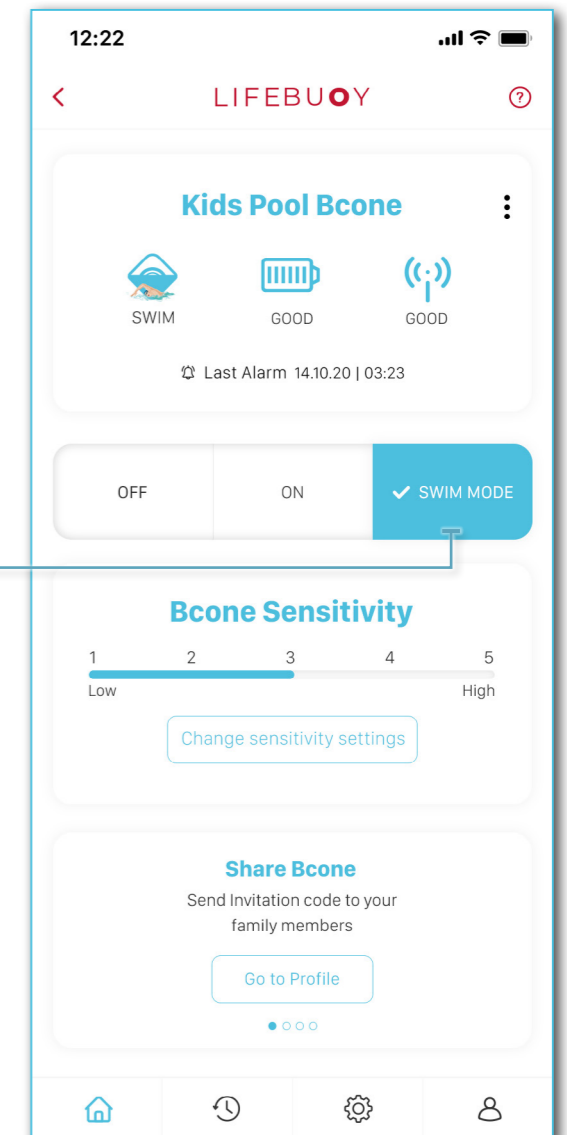 12:22
LIFEBUOY
?
Kids Pool Bcone
SWIM GOOD GOOD
Last Alarm 14.10.20 | 03:23
OFF ON SWIM MODE
Bcone Sensitivity
1 2 3 4 5
Low High
Change sensitivity settings
Share Bcone
Send Invitation code to your
family members
Go to Profile